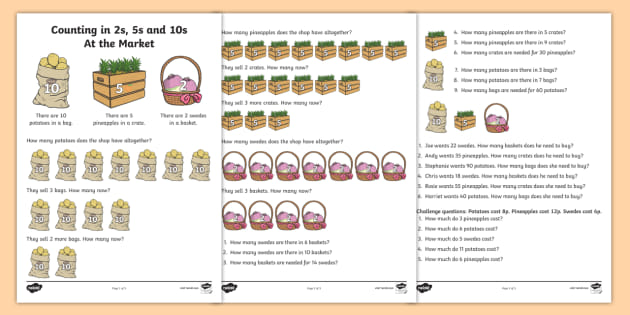 Counting in 2s, 5s and 10s
At the Market
10
5
2
There are 10
potatoes in a bag.
There are 5
pineapples in a crate.
There are 2 swedes
in a basket.
How many potatoes does the shop have altogether?
10 10 10 10 10 10 10
They sell 3 bags. How many now?
10 10 10 10
They sell 2 more bags. How many now?
10 10
twinkl
How many pineapples does the shop have altogether?
5 5 5 5 5 5 5 5
They sell 2 crates. How many now?
5 5 5 5 5 5
They sell 3 more crates. How many now?
5 5 5
How many swedes does the shop have altogether?
2 2 2 2 2 2 2
They sell 3 baskets. How many now?
2 2 2 2
1. How many swedes are there in 6 baskets?
2. How many swedes are there in 10 baskets?
3. How many baskets are needed for 14 swedes?
twinkl
5
4. How many pineapples are there in 5 crates?
5. How many pineapples are there in 9 crates?
6. How many crates are needed for 30 pineapples?
10
7. How many potatoes are there in 3 bags?
8. How many potatoes are there in 7 bags?
9. How many bags are needed for 60 potatoes?
10 5 2
1. Joe wants 22 swedes. How many baskets does he need to buy?
2. Andy wants 35 pineapples. How many crates does he need to buy?
3. Stephanie wants 90 potatoes. How many bags does she need to buy?
4. Chris wants 18 swedes. How many baskets does he need to buy?
5. Rosie wants 55 pineapples. How many crates does she need to buy?
6. Harriet wants 40 potatoes. How many bags does she need to buy?
Challenge questions: Potatoes cost 8p. Pineapples cost 12p. Swedes cost 6p.
1. How much do 3 pineapples cost?
2. How much do 6 potatoes cost?
3. How much do 5 swedes cost?
4. How much do 11 potatoes cost?
5. How much do 6 pineapples cost?
twinkl